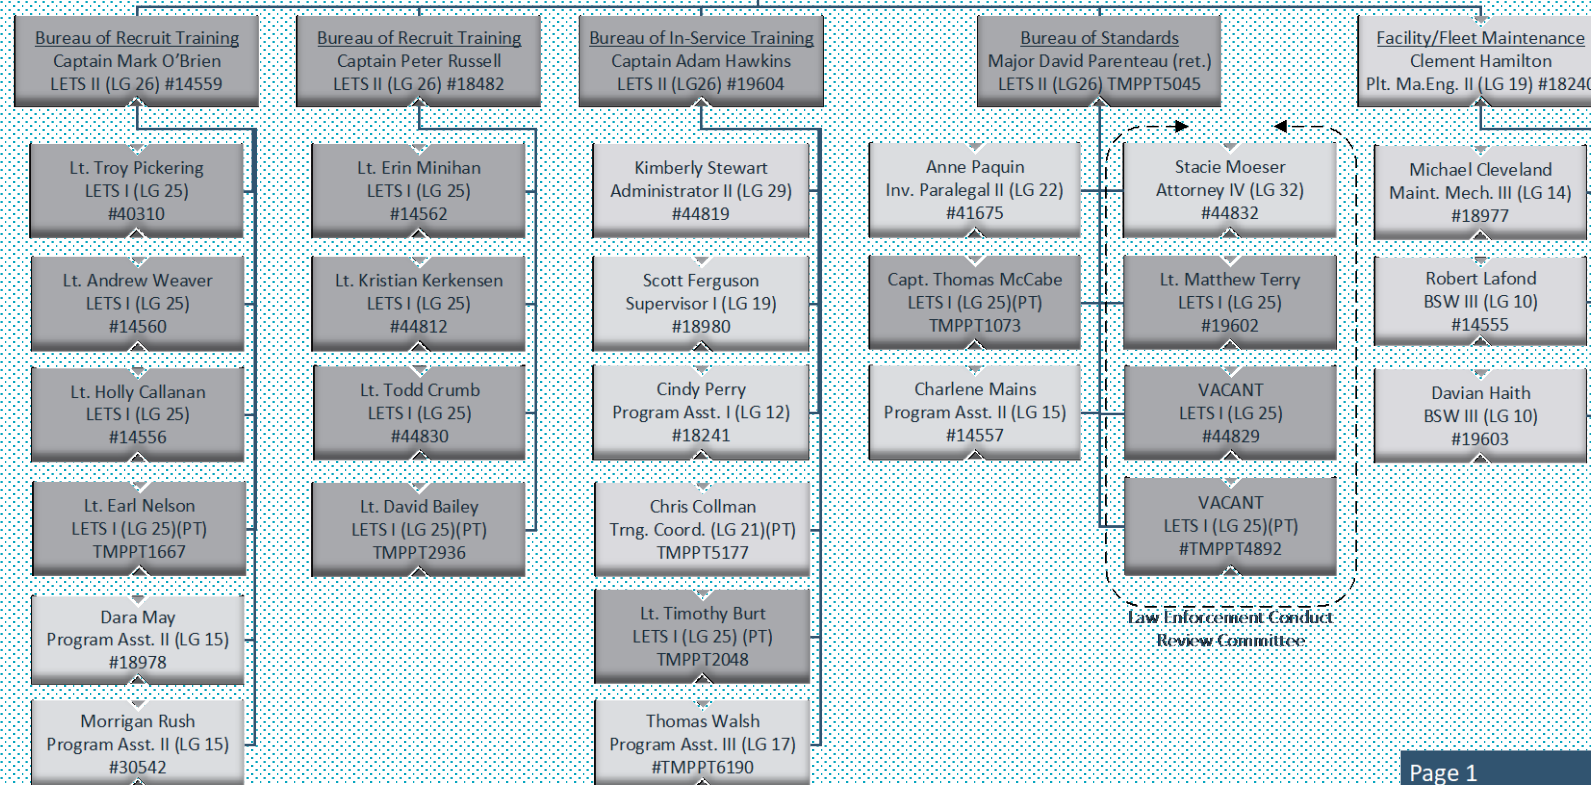 Bureau of Recruit Training
Captain Mark O'Brien
LETS II (LG 26) #14559
Lt. Troy Pickering
LETS I (LG 25)
#40310
Lt. Andrew Weaver
LETS I (LG 25)
#14560
Lt. Holly Callanan
LETS I (LG 25)
#14556
Lt. Earl Nelson
LETS I (LG 25)(PT)
TMPPT1667
Dara May
Program Asst. II (LG 15)
#18978
Morrigan Rush
Program Asst. II (LG 15)
#30542
Bureau of Recruit Training
Captain Peter Russell
LETS II (LG 26) #18482
Lt. Erin Minihan
LETS I (LG 25)
#14562
Lt. Kristian Kerkensen
LETS I (LG 25)
#44812
Lt. Todd Crumb
LETS I (LG 25)
#44830
Lt. David Bailey
LETS I (LG 25)(PT)
TMPPT2936
Bureau of In-Service Training
Captain Adam Hawkins
LETS II (LG26) #19604
Kimberly Stewart
Administrator II (LG 29)
#44819
Scott Ferguson
Supervisor I (LG 19)
#18980
Cindy Perry
Program Asst. I (LG 12)
#18241
Chris Collman
Trng. Coord. (LG 21)(PT)
TMPPT5177
Lt. Timothy Burt
LETS I (LG 25) (PT)
TMPPT2048
Thomas Walsh
Program Asst. III (LG 17)
#TMPPT6190
Bureau of Standards
Major David Parenteau (ret.)
LETS II (LG26) TMPPT5045
Anne Paquin
Inv. Paralegal II (LG 22)
#41675
Capt. Thomas McCabe
LETS I (LG 25)(PT)
TMPPT1073
Charlene Mains
Program Asst. II (LG 15)
#14557
Stacie Moeser
Attorney IV (LG 32)
#44832
Lt. Matthew Terry
LETS I (LG 25)
#19602
VACANT
LETS I (LG 25)
#44829
VACANT
LETS I (LG 25)(PT)
#TMPPT4892
Law Enforcement Conduct
Review Committee
Facility/Fleet Maintenance
Clement Hamilton
Plt. Ma.Eng. II (LG 19) #18240
Michael Cleveland
Maint. Mech. III (LG 14)
#18977
Robert Lafond
BSW III (LG 10)
#14555
Davian Haith
BSW III (LG 10)
#19603
Page 1